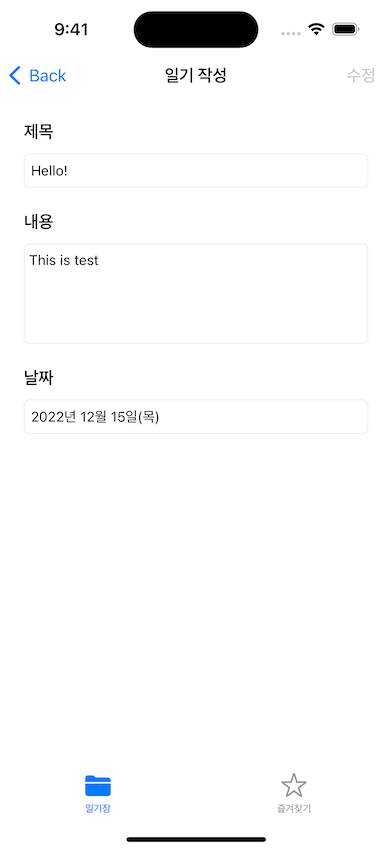 9:41
Back
일기 작성
수정
제목
Hello!
내용
This is test
날짜
2022년 12월 15일(목)
일기장
즐겨찾기